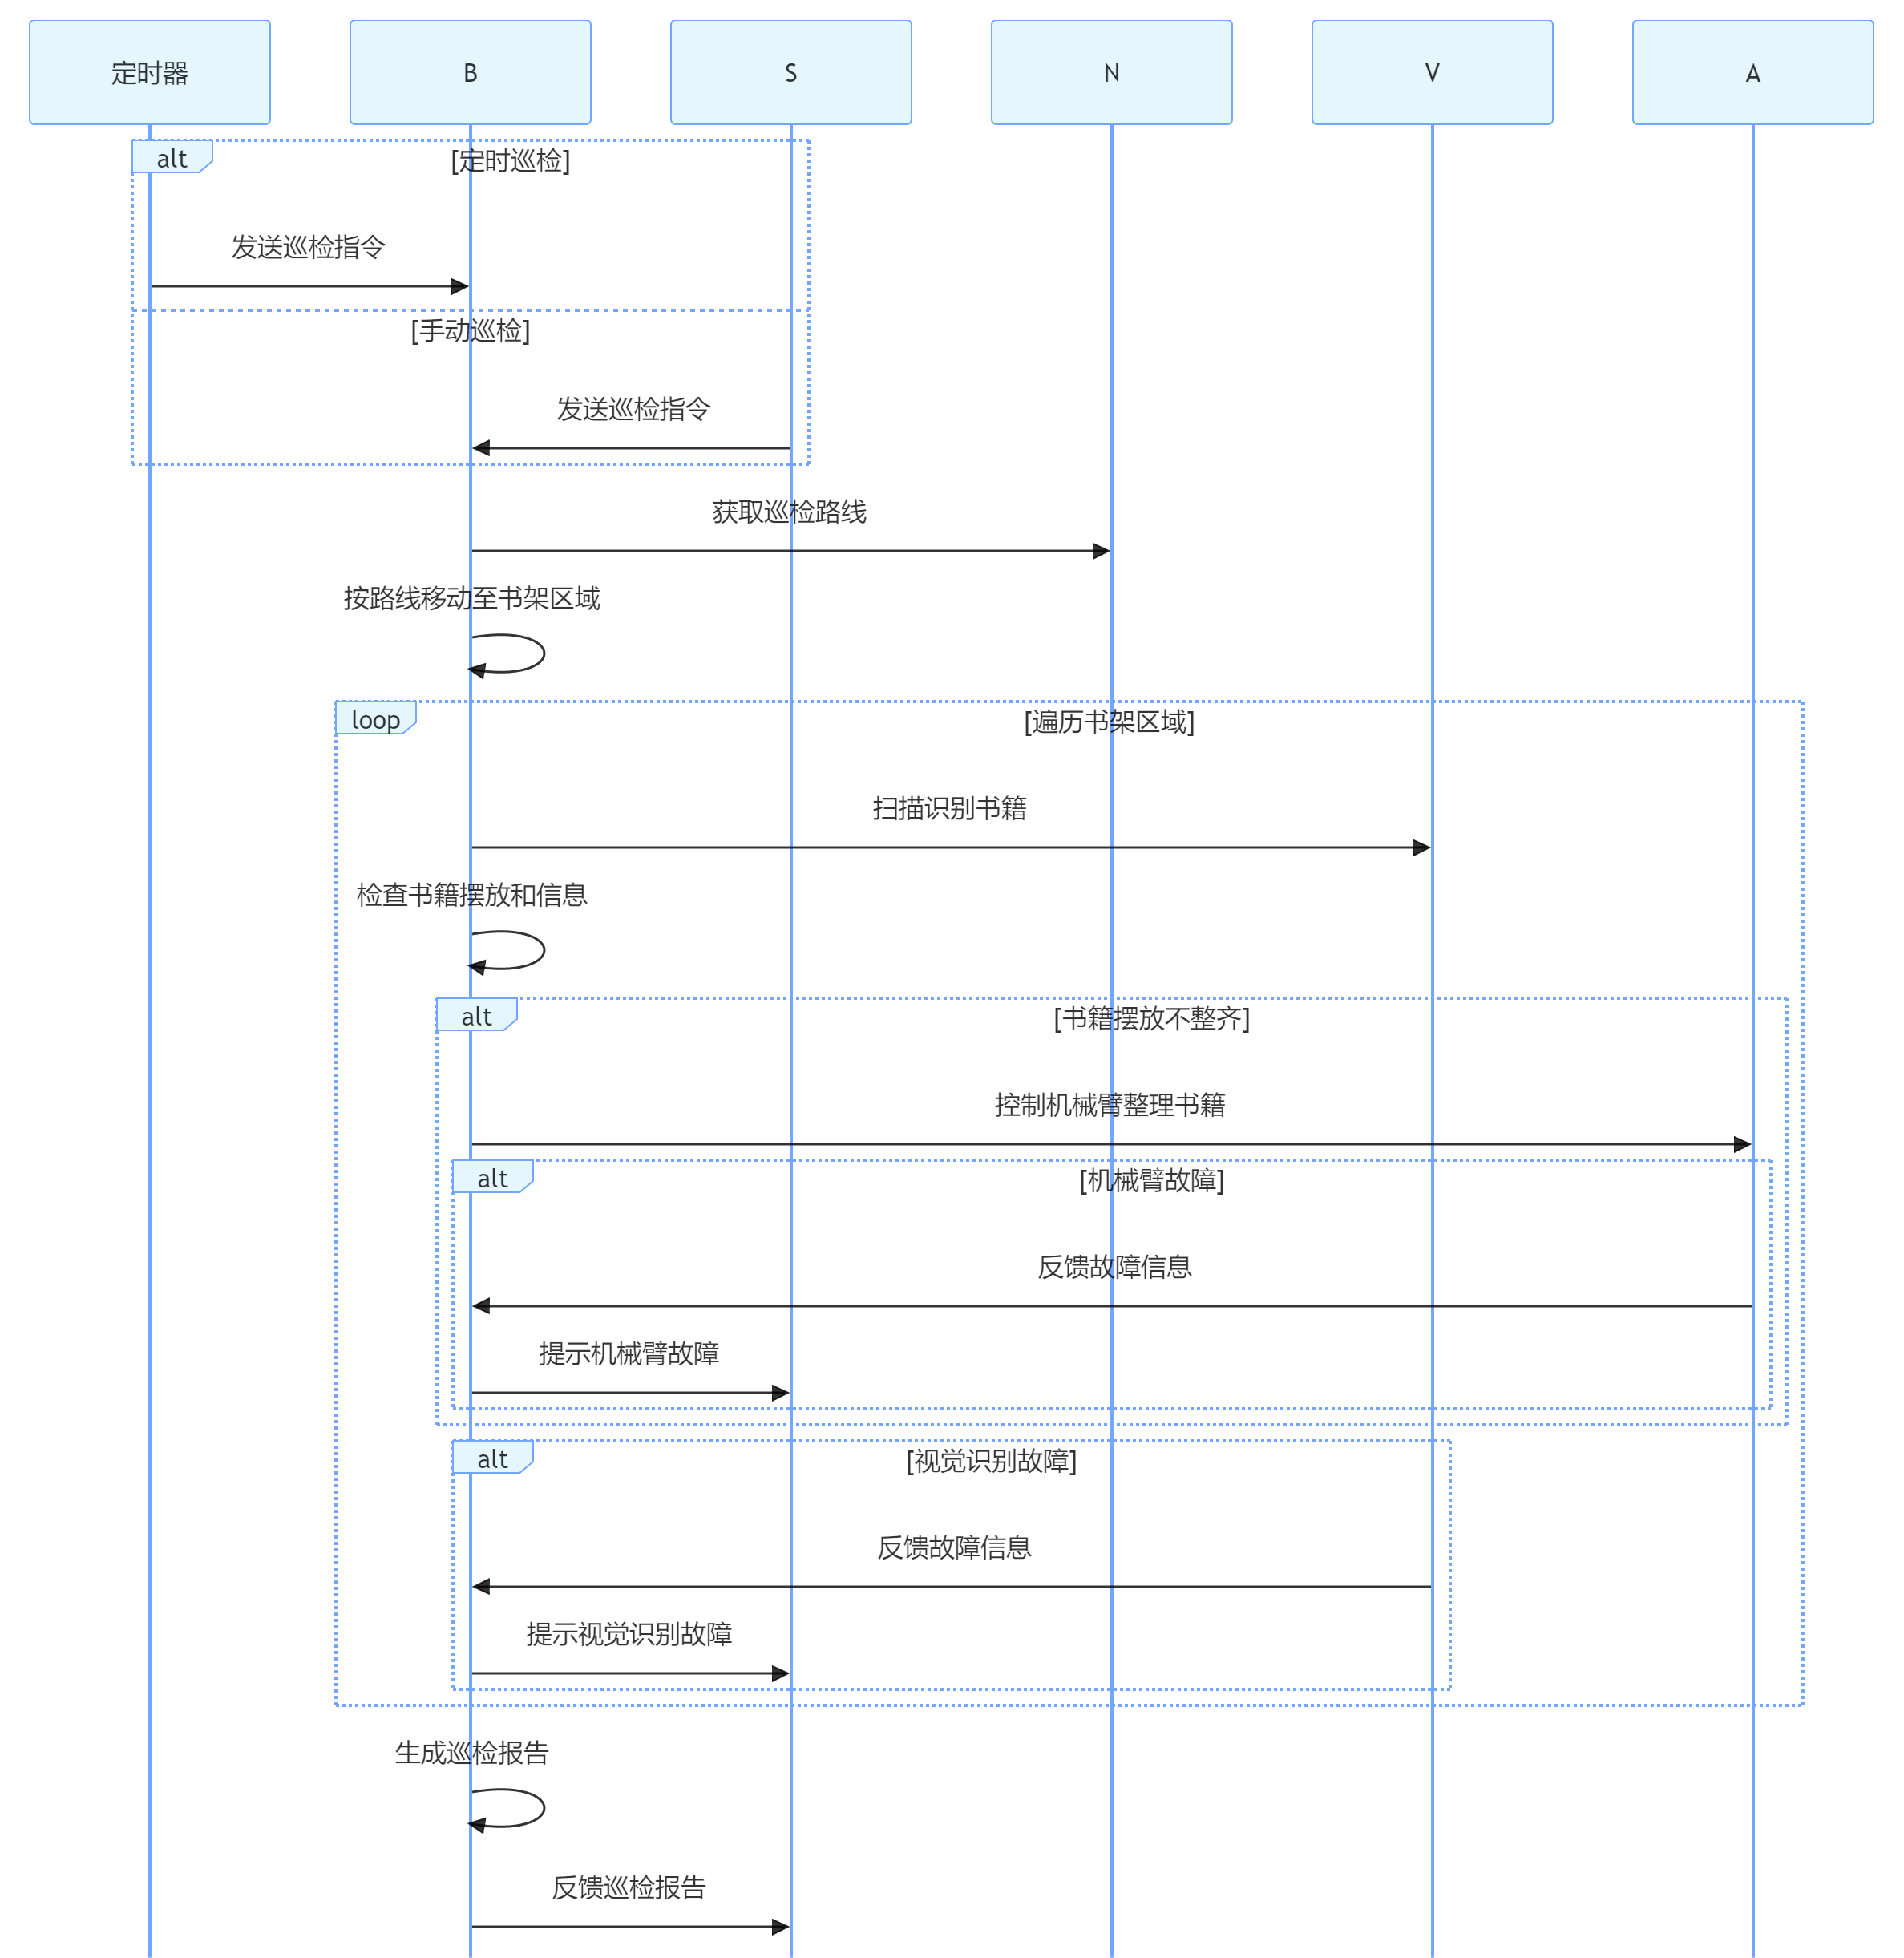 定时器
B
S
N
V
A
alt
[定时巡检]
发送巡检指令
[手动巡检]
发送巡检指令
获取巡检路线
按路线移动至书架区域
loop
[遍历书架区域]
扫描识别书籍
检查书籍摆放和信息
alt
[书籍摆放不整齐]
控制机械臂整理书籍
alt
[机械臂故障]
反馈故障信息
提示机械臂故障
alt
[视觉识别故障]
反馈故障信息
提示视觉识别故障
生成巡检报告
反馈巡检报告